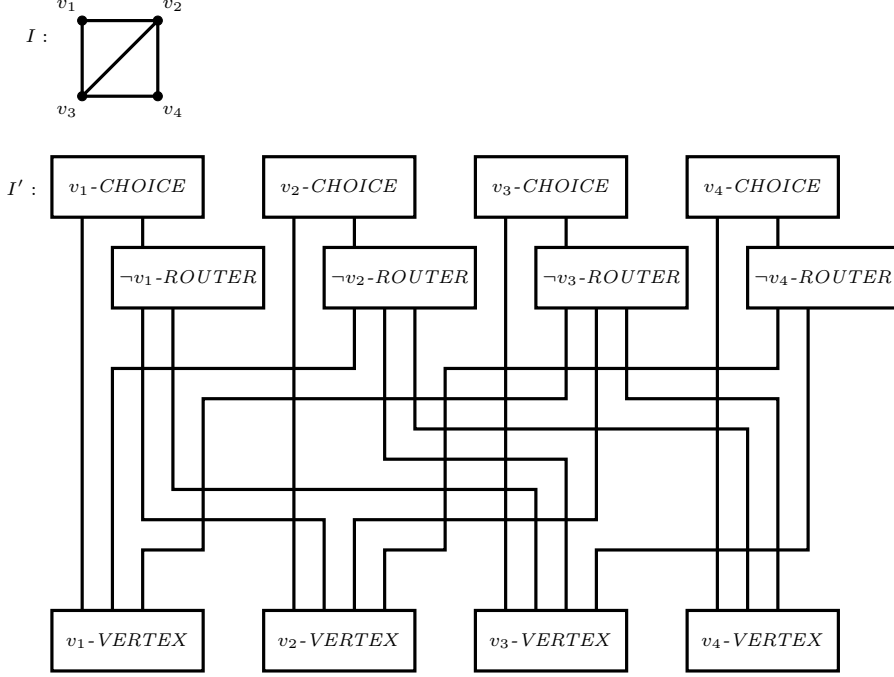 v₁ v₂
I :
v₃ v₄
I′ : v₁-CHOICE v₂-CHOICE v₃-CHOICE v₄-CHOICE
¬v₁-ROUTER ¬v₂-ROUTER ¬v₃-ROUTER ¬v₄-ROUTER
v₁-VERTEX v₂-VERTEX v₃-VERTEX v₄-VERTEX